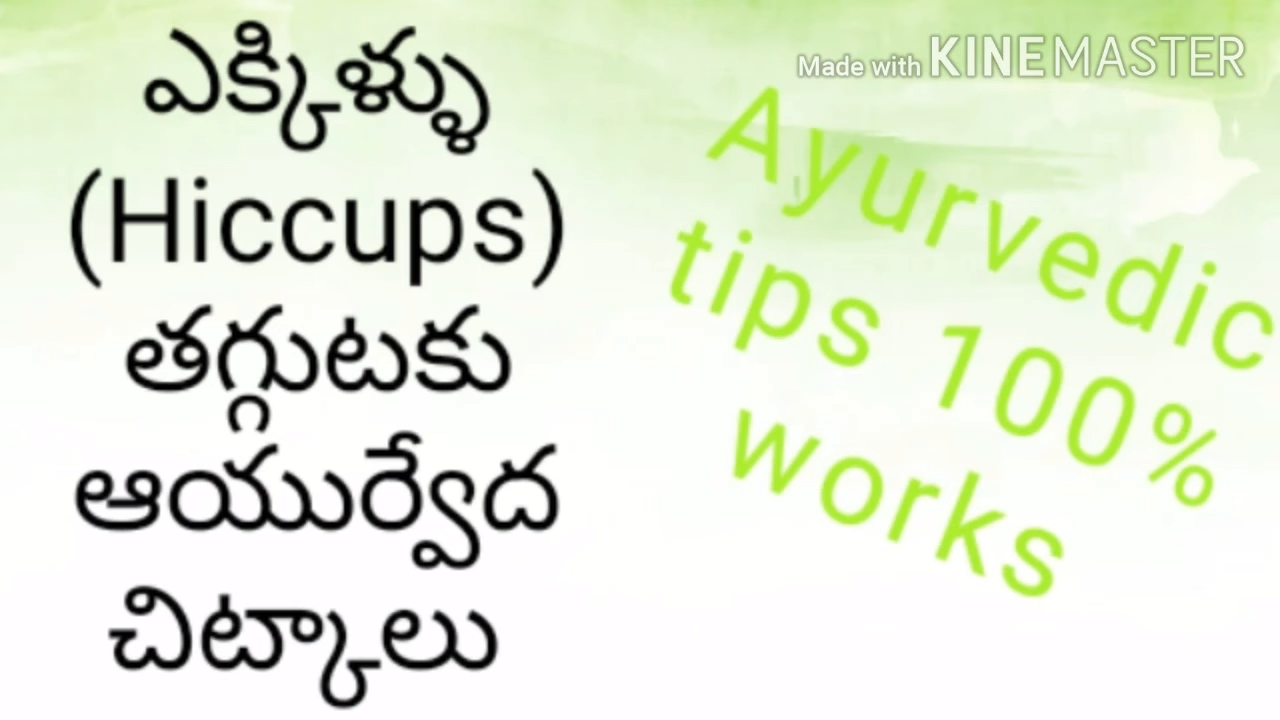 ఎక్కిళ్ళు
(Hiccups)
తగ్గుటకు
ఆయుర్వేద
చిట్కాలు
Made with KINEMASTER
Ayurvedic
tips 100%
works